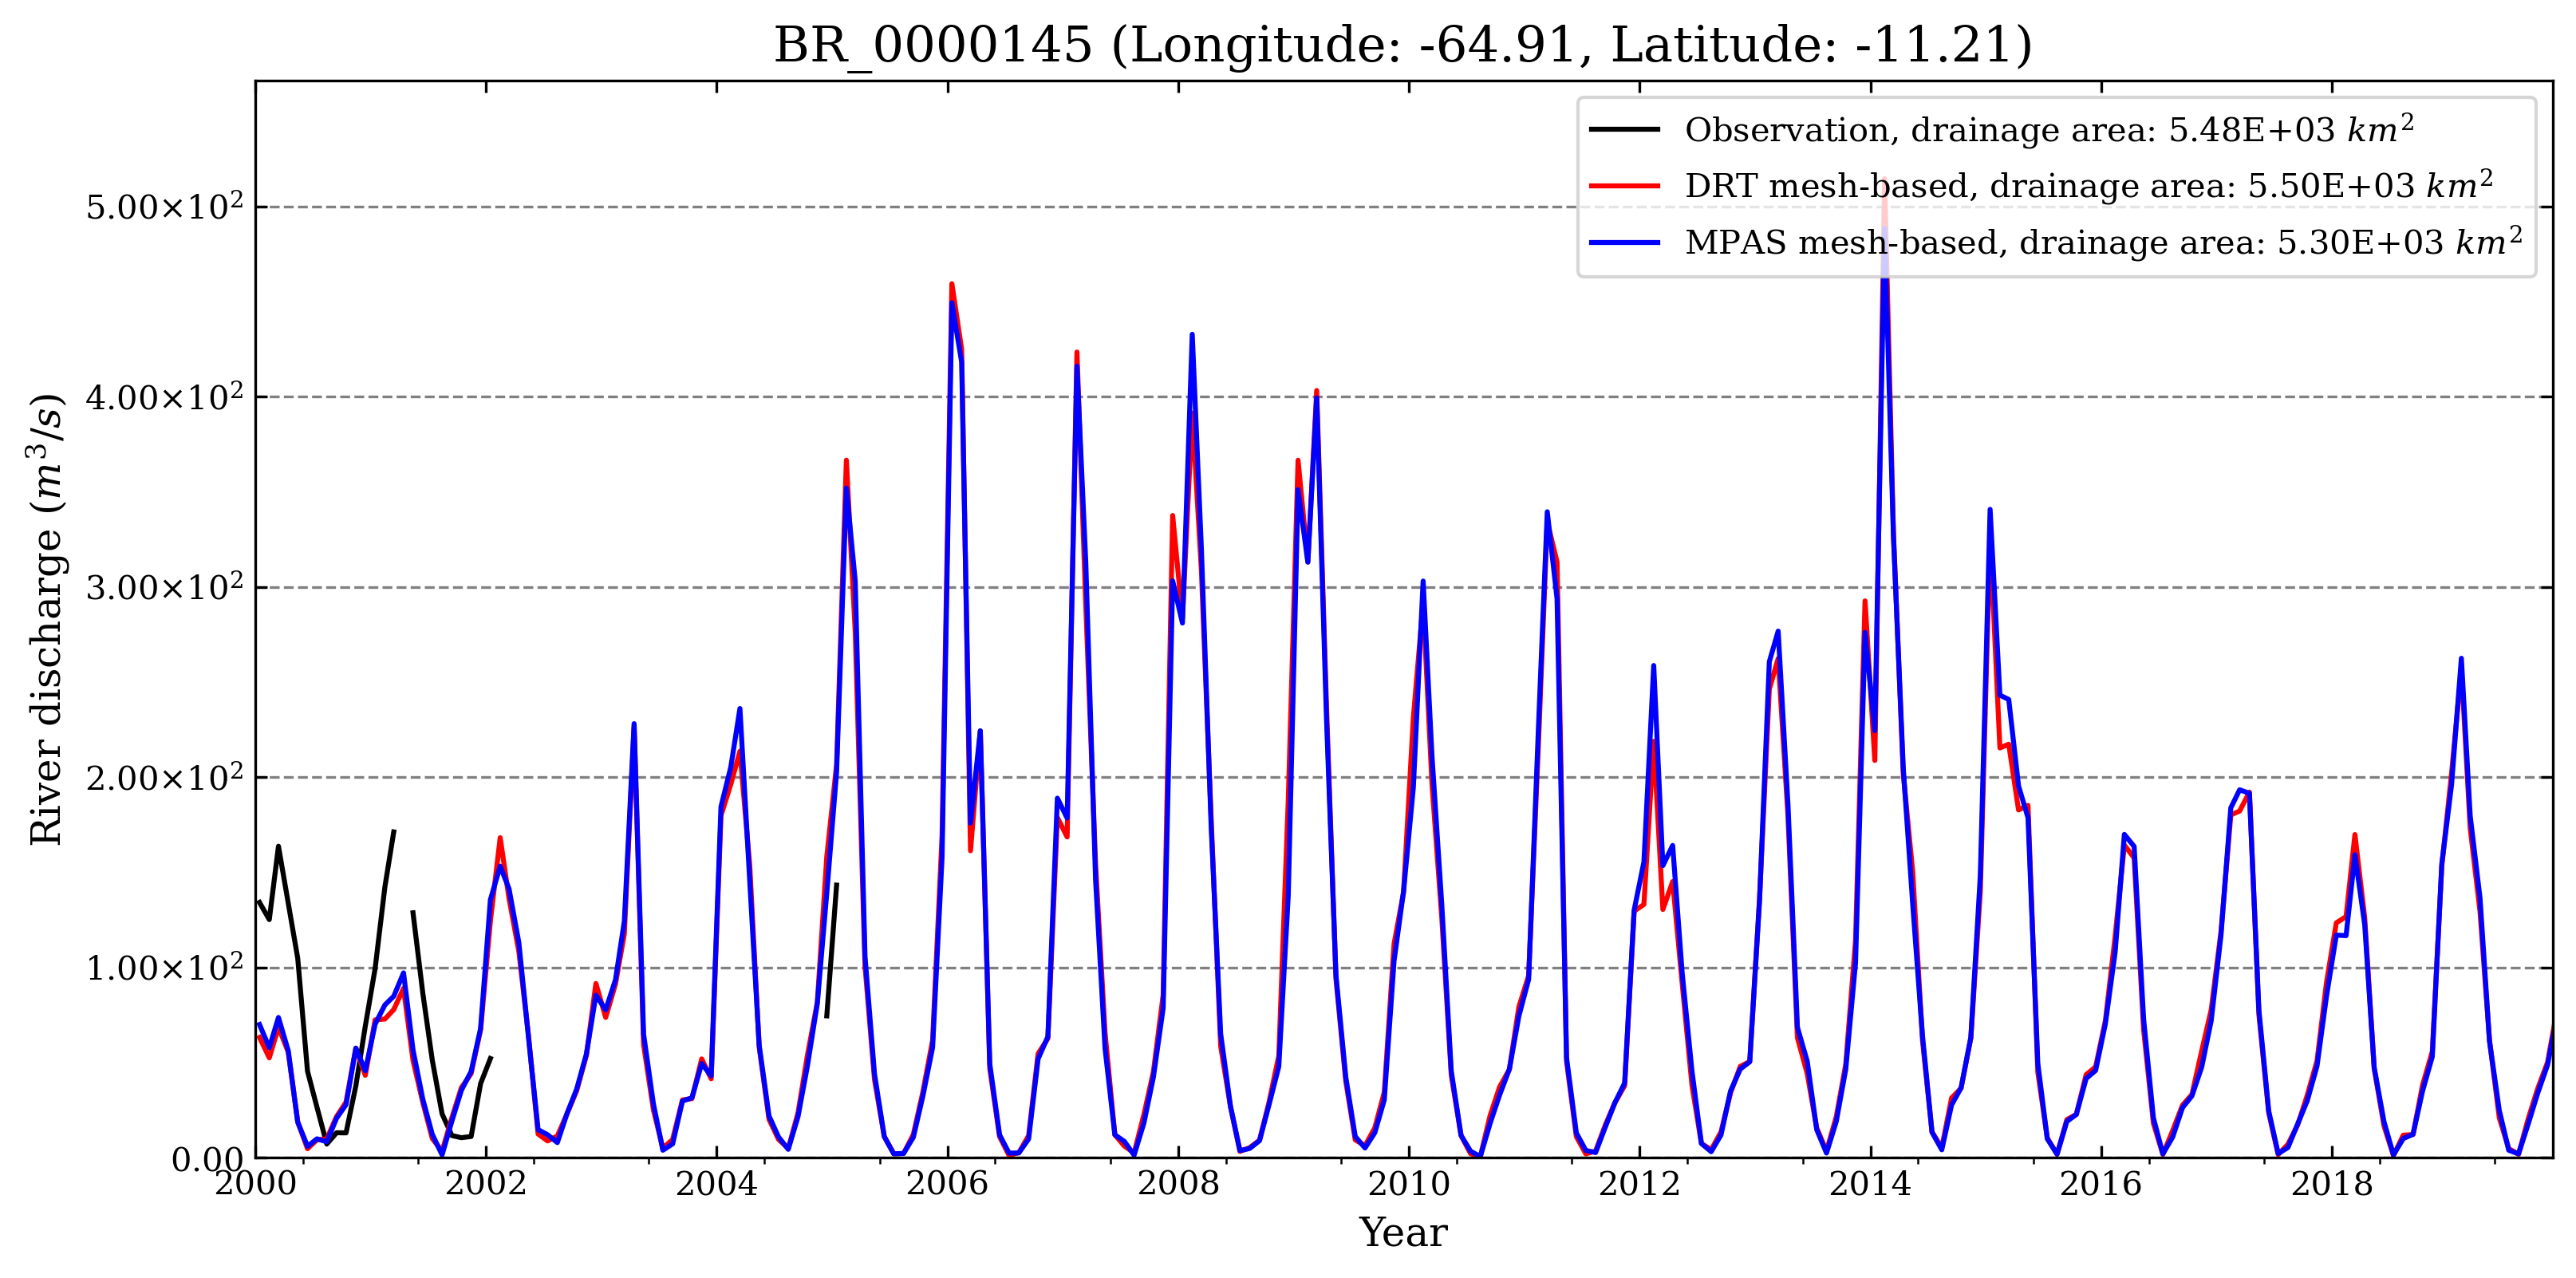 BR_0000145 (Longitude: -64.91, Latitude: -11.21)
Observation, drainage area: 5.48E+03 km²
DRT mesh-based, drainage area: 5.50E+03 km²
MPAS mesh-based, drainage area: 5.30E+03 km²
River discharge (m³/s)
5.00×10²
4.00×10²
3.00×10²
2.00×10²
1.00×10²
0.00
2000 2002 2004 2006 2008 2010 2012 2014 2016 2018
Year